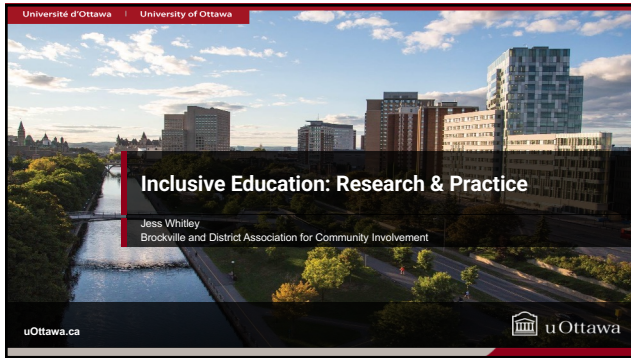 Université d'Ottawa | University of Ottawa
Inclusive Education: Research & Practice
Jess Whitley
Brockville and District Association for Community Involvement
uOttawa.ca
uOttawa